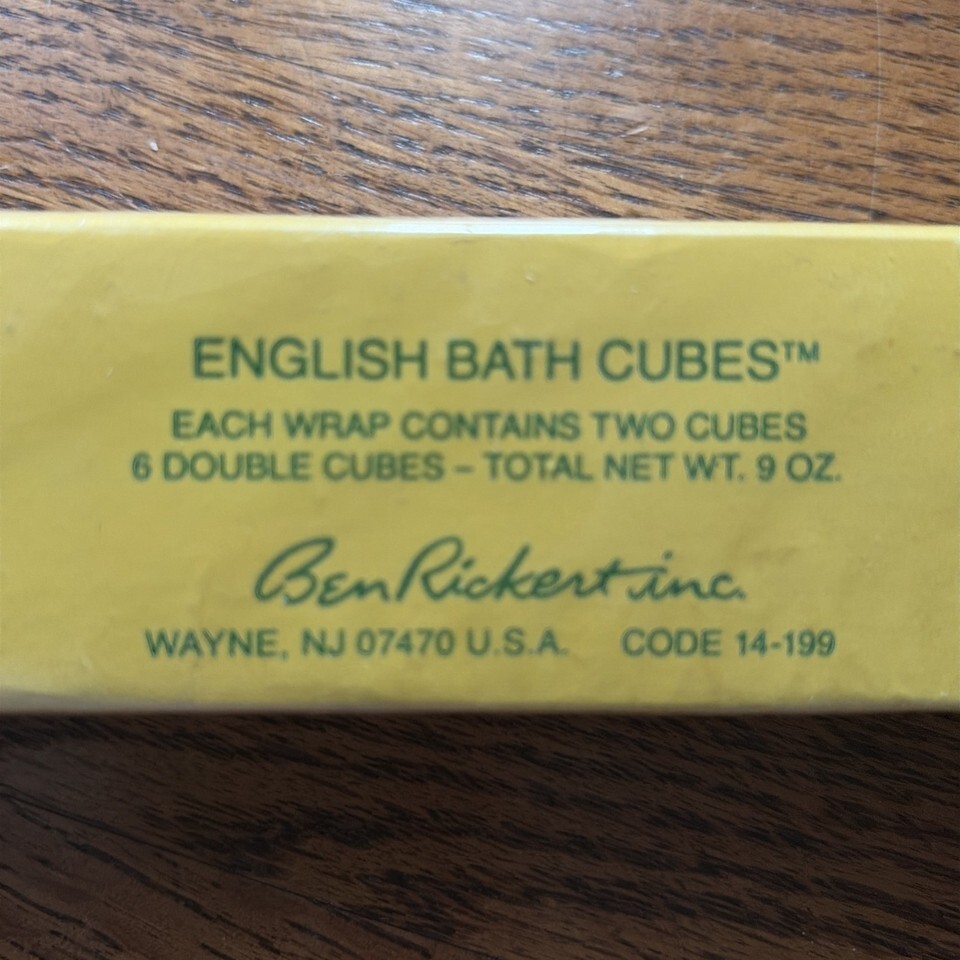 ENGLISH BATH CUBES™
EACH WRAP CONTAINS TWO CUBES
6 DOUBLE CUBES – TOTAL NET WT. 9 OZ.
Ben Rickert inc.
WAYNE, NJ 07470 U.S.A. CODE 14-199